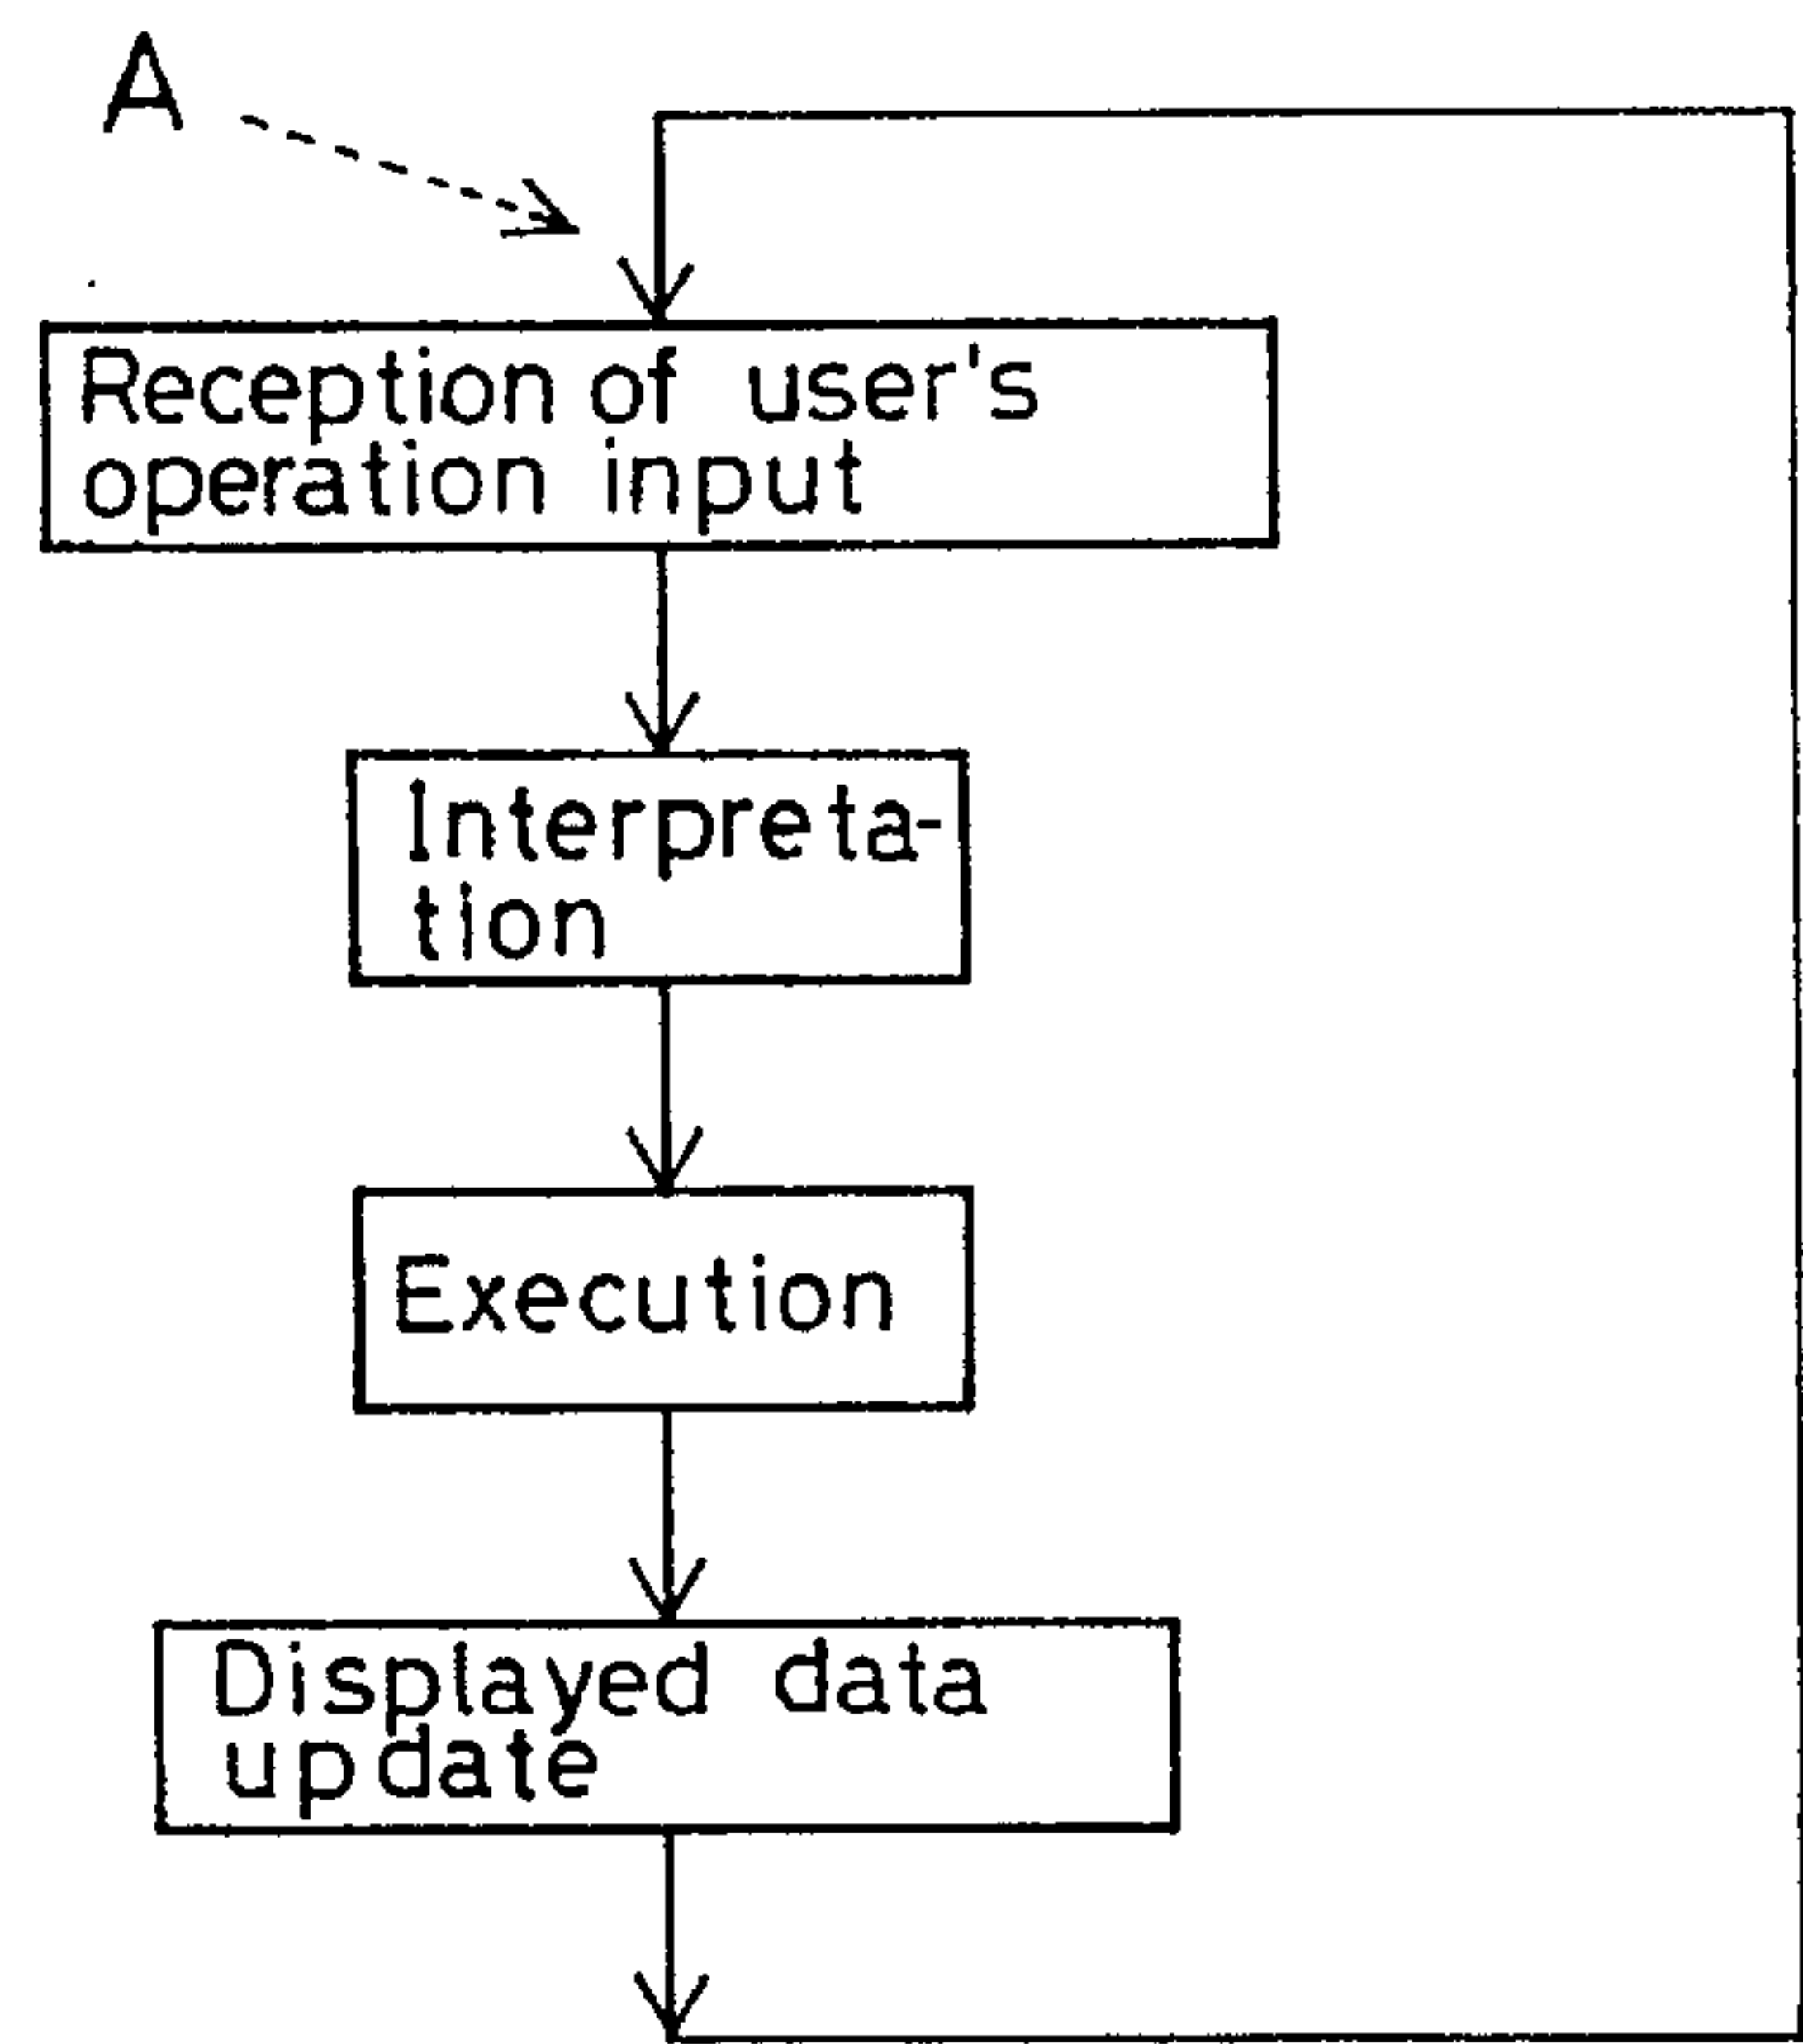 A
Reception of user's
operation input
Interpreta-
tion
Execution
Displayed data
update